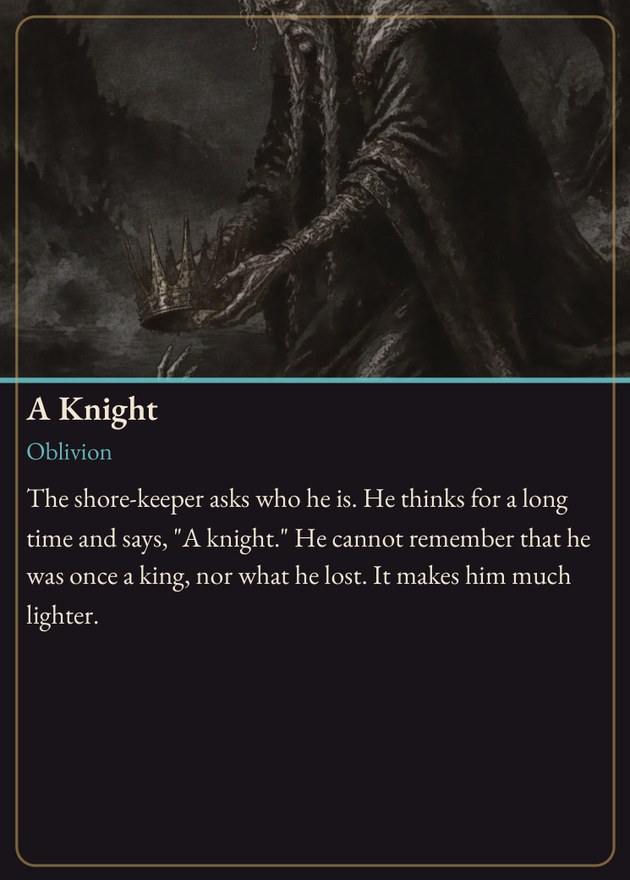 A Knight
Oblivion
The shore-keeper asks who he is. He thinks for a long
time and says, "A knight." He cannot remember that he
was once a king, nor what he lost. It makes him much
lighter.